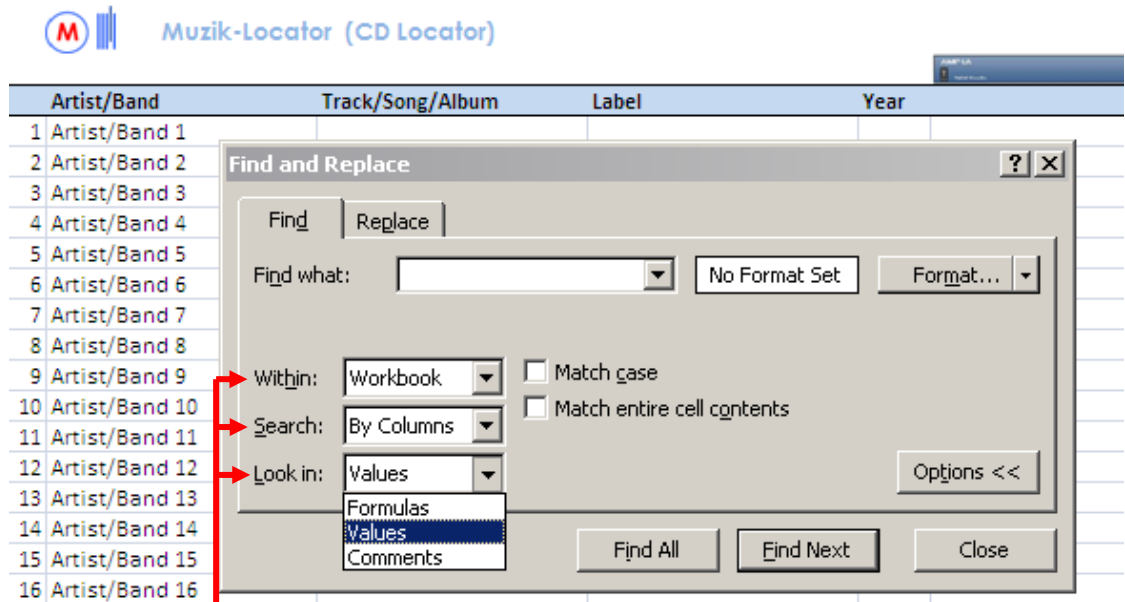 M Muzik-Locator (CD Locator)
Artist/Band Track/Song/Album Label Year
1 Artist/Band 1
2 Artist/Band 2
3 Artist/Band 3
4 Artist/Band 4
5 Artist/Band 5
6 Artist/Band 6
7 Artist/Band 7
8 Artist/Band 8
9 Artist/Band 9
10 Artist/Band 10
11 Artist/Band 11
12 Artist/Band 12
13 Artist/Band 13
14 Artist/Band 14
15 Artist/Band 15
16 Artist/Band 16
Find and Replace ? X
Find Replace
Find what: No Format Set Format...
Within: Workbook Match case
Search: By Columns Match entire cell contents
Look in: Values Options <<
Formulas
Values
Comments
Find All Find Next Close